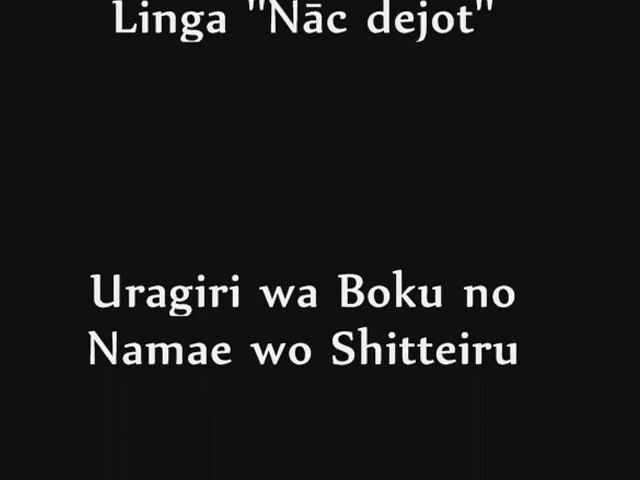 Linga "Nāc dejot"
Uragiri wa Boku no
Namae wo Shitteiru